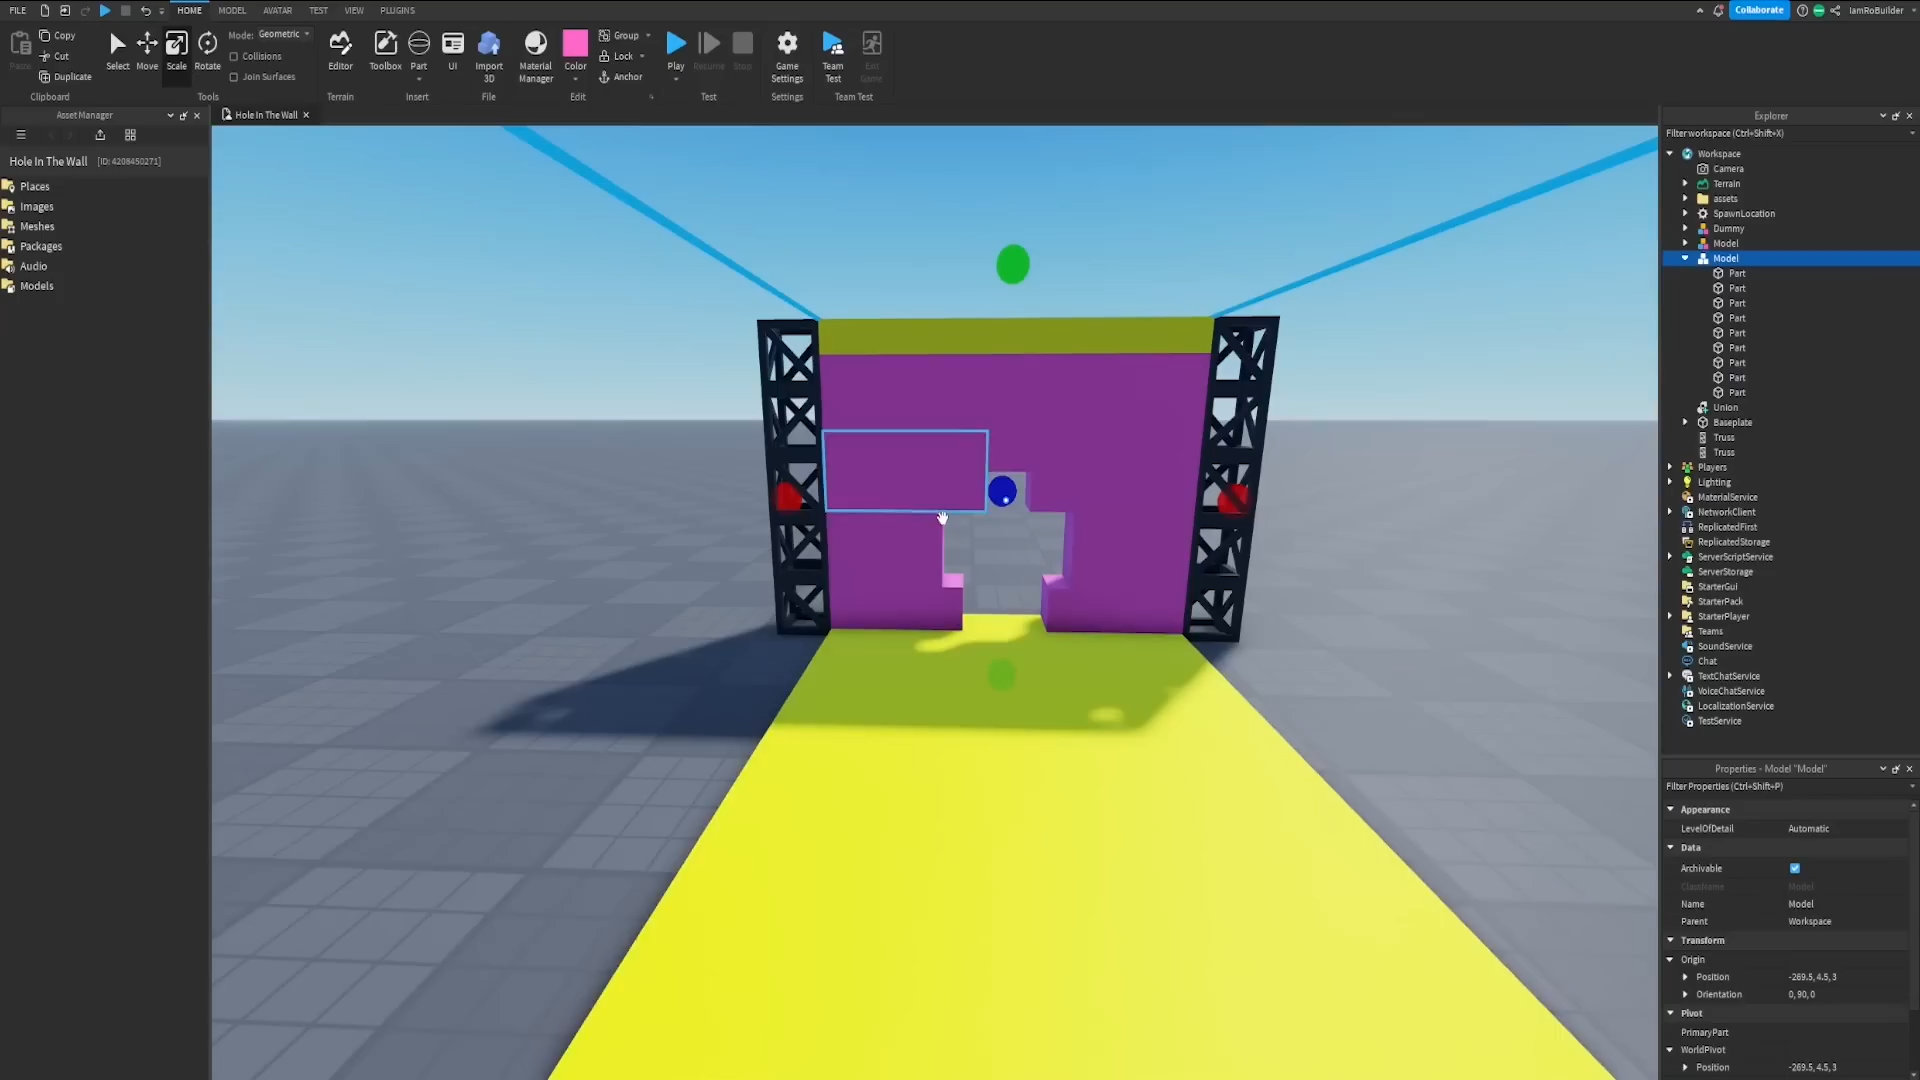 FILE HOME MODEL AVATAR TEST VIEW PLUGINS Collaborate IamRoBuilder
Paste Copy Cut Duplicate Clipboard
Select Move Scale Rotate Mode: Geometric Collisions Join Surfaces Tools
Editor Terrain
Toolbox Part UI Insert
Import 3D File
Material Manager Color Group Lock Anchor Edit
Play Resume Stop Test
Game Settings Settings
Team Test Exit Game Team Test
Asset Manager
Hole In The Wall [ID: 4208450271]
Places
Images
Meshes
Packages
Audio
Models
Hole In The Wall
Explorer
Filter workspace (Ctrl+Shift+X)
Workspace
Camera
Terrain
assets
SpawnLocation
Dummy
Model
Model
Part
Part
Part
Part
Part
Part
Part
Part
Part
Union
Baseplate
Truss
Truss
Players
Lighting
MaterialService
NetworkClient
ReplicatedFirst
ReplicatedStorage
ServerScriptService
ServerStorage
StarterGui
StarterPack
StarterPlayer
Teams
SoundService
Chat
TextChatService
VoiceChatService
LocalizationService
TestService
Properties - Model "Model"
Filter Properties (Ctrl+Shift+P)
Appearance
LevelOfDetail Automatic
Data
Archivable
ClassName Model
Name Model
Parent Workspace
Transform
Origin
Position -269.5, 4.5, 3
Orientation 0, 90, 0
Pivot
PrimaryPart
WorldPivot
Position -269.5, 4.5, 3